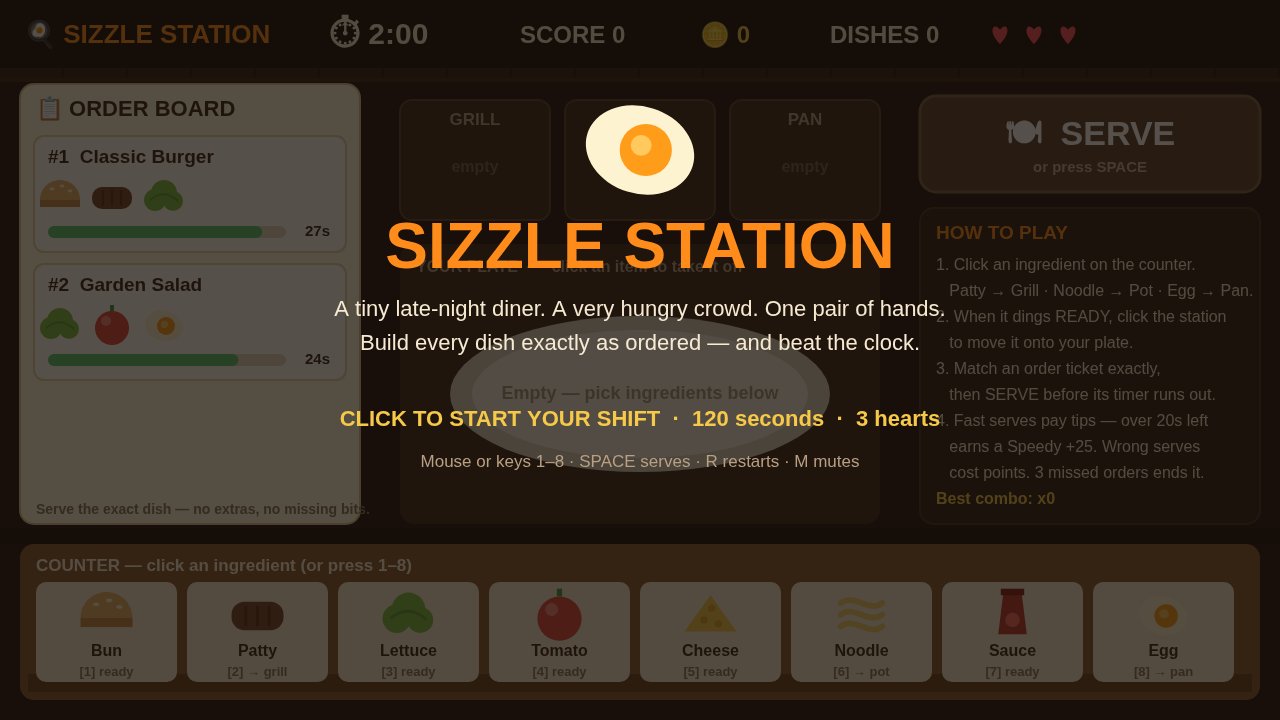 SIZZLE STATION
2:00
SCORE 0
0
DISHES 0
ORDER BOARD
#1 Classic Burger
27s
#2 Garden Salad
24s
Serve the exact dish — no extras, no missing bits.
GRILL
empty
PAN
empty
SIZZLE STATION
YOUR PLATE — click an item to take it off
A tiny late-night diner. A very hungry crowd. One pair of hands.
Build every dish exactly as ordered — and beat the clock.
Empty — pick ingredients below
CLICK TO START YOUR SHIFT · 120 seconds · 3 hearts
Mouse or keys 1–8 · SPACE serves · R restarts · M mutes
SERVE
or press SPACE
HOW TO PLAY
1. Click an ingredient on the counter.
Patty → Grill · Noodle → Pot · Egg → Pan.
2. When it dings READY, click the station
to move it onto your plate.
3. Match an order ticket exactly,
then SERVE before its timer runs out.
4. Fast serves pay tips — over 20s left
earns a Speedy +25. Wrong serves
cost points. 3 missed orders ends it.
Best combo: x0
COUNTER — click an ingredient (or press 1–8)
Bun
[1] ready
Patty
[2] → grill
Lettuce
[3] ready
Tomato
[4] ready
Cheese
[5] ready
Noodle
[6] → pot
Sauce
[7] ready
Egg
[8] → pan